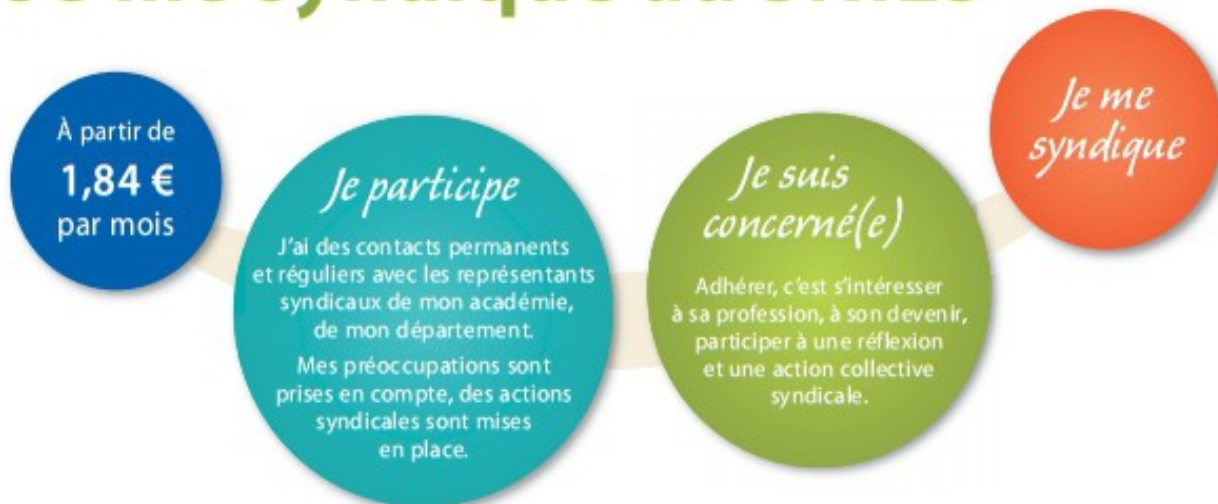 À partir de
1,84 €
par mois
Je participe
J'ai des contacts permanents
et réguliers avec les représentants
syndicaux de mon académie,
de mon département.
Mes préoccupations sont
prises en compte, des actions
syndicales sont mises
en place.
Je suis
concerné(e)
Adhérer, c'est s'intéresser
à sa profession, à son devenir,
participer à une réflexion
et une action collective
syndicale.
Je me
syndique